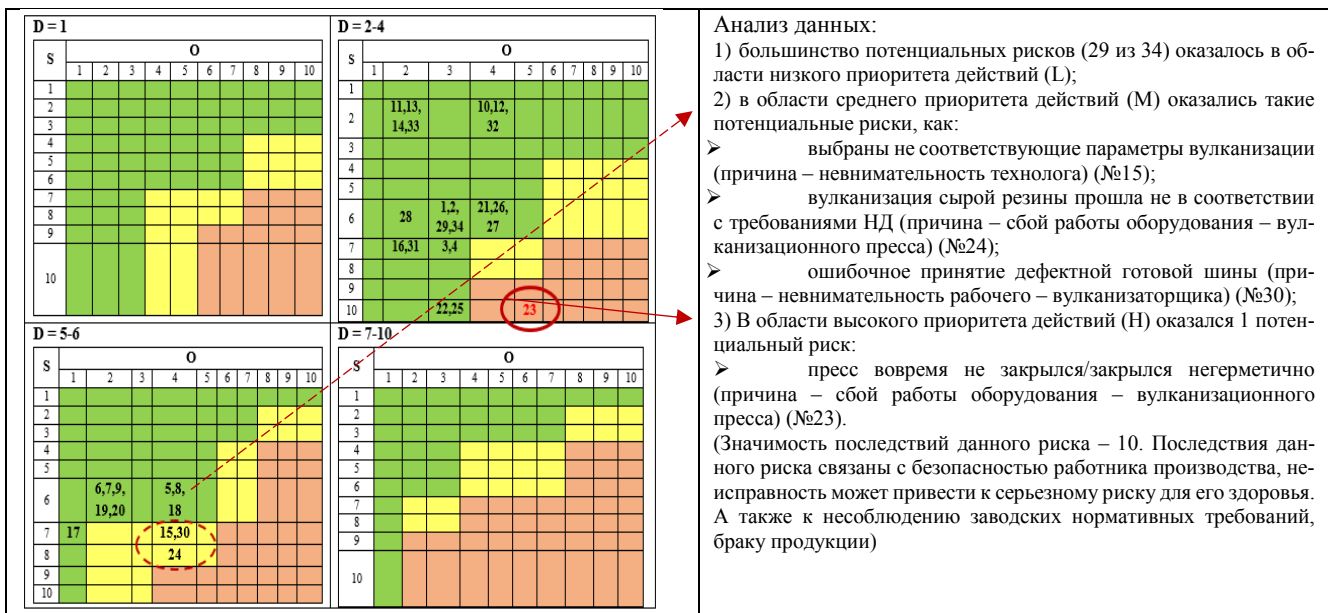 D = 1
O
S
1 2 3 4 5 6 7 8 9 10
1
2
3
4
5
6
7
8
9
10
D = 2-4
O
S
1 2 3 4 5 6 7 8 9 10
1
2 11,13, 10,12,
14,33 32
3
4
5
6 28 1,2, 21,26,
29,34 27
7 16,31 3,4
8
9
10 22,25 23
D = 5-6
O
S
1 2 3 4 5 6 7 8 9 10
1
2
3
4
5
6 6,7,9, 5,8,
19,20 18
7 17 15,30
8 24
9
10
D = 7-10
O
S
1 2 3 4 5 6 7 8 9 10
1
2
3
4
5
6
7
8
9
10
Анализ данных:
1) большинство потенциальных рисков (29 из 34) оказалось в об-
ласти низкого приоритета действий (L);
2) в области среднего приоритета действий (M) оказались такие
потенциальные риски, как:
➢ выбраны не соответствующие параметры вулканизации
(причина – невнимательность технолога) (№15);
➢ вулканизация сырой резины прошла не в соответствии
с требованиями НД (причина – сбой работы оборудования – вул-
канизационного пресса) (№24);
➢ ошибочное принятие дефектной готовой шины (при-
чина – невнимательность рабочего – вулканизаторщика) (№30);
3) В области высокого приоритета действий (H) оказался 1 потен-
циальный риск:
➢ пресс вовремя не закрылся/закрылся негерметично
(причина – сбой работы оборудования – вулканизационного
пресса) (№23).
(Значимость последствий данного риска – 10. Последствия дан-
ного риска связаны с безопасностью работника производства, не-
исправность может привести к серьезному риску для его здоровья.
А также к несоблюдению заводских нормативных требований,
браку продукции)